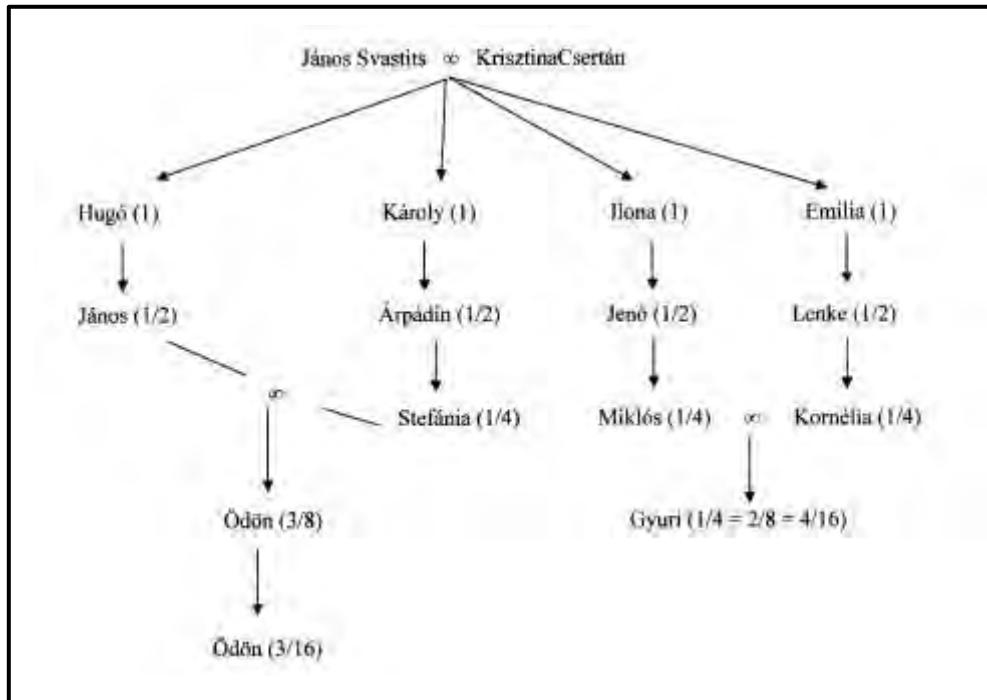 János Svastits ∞ KrisztinaCsertán
Hugó (1) Károly (1) Ilona (1) Emilia (1)
János (1/2) Árpádin (1/2) Jenő (1/2) Lenke (1/2)
∞
Stefánia (1/4) Miklós (1/4) ∞ Kornélia (1/4)
Ödön (3/8) Gyuri (1/4 = 2/8 = 4/16)
Ödön (3/16)